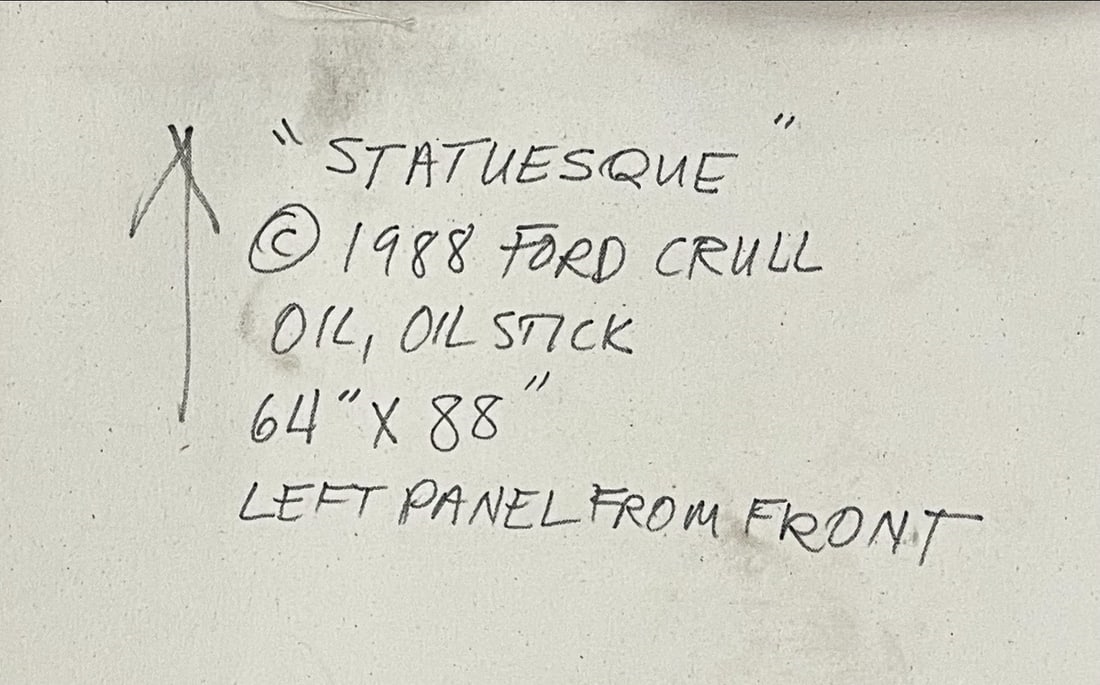 "STATUESQUE"
© 1988 FORD CRULL
OIL, OIL STICK
64" X 88"
LEFT PANEL FROM FRONT